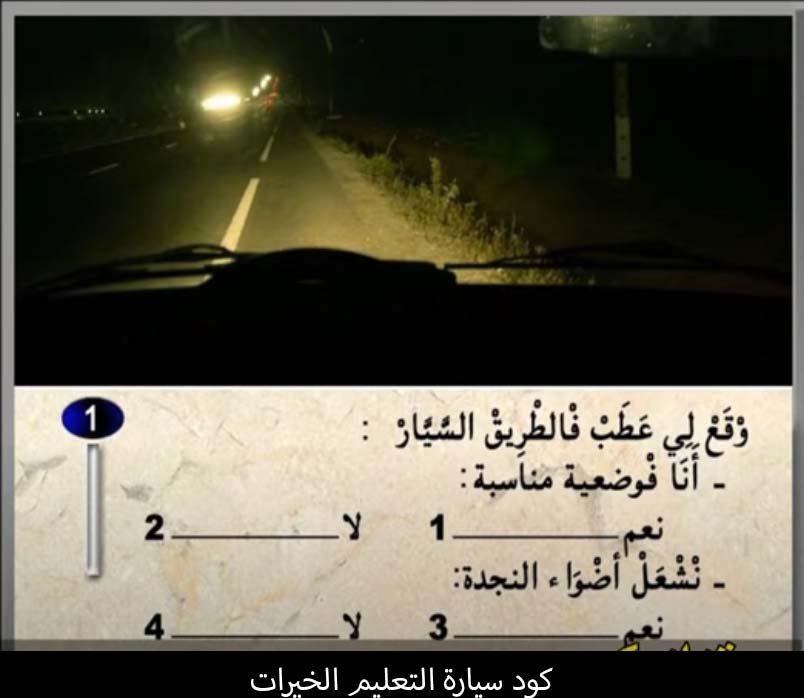 1
وْقَعْ لِي عَطَبْ فْالطْرِيقْ السَّيَّارْ :
- أَنَا فْوضعية مناسبة :
نعم 1 لا 2
- نْشْعَلْ أضْوَاء النجدة:
نعم 3 لا 4
كود سيارة التعليم الخيرات